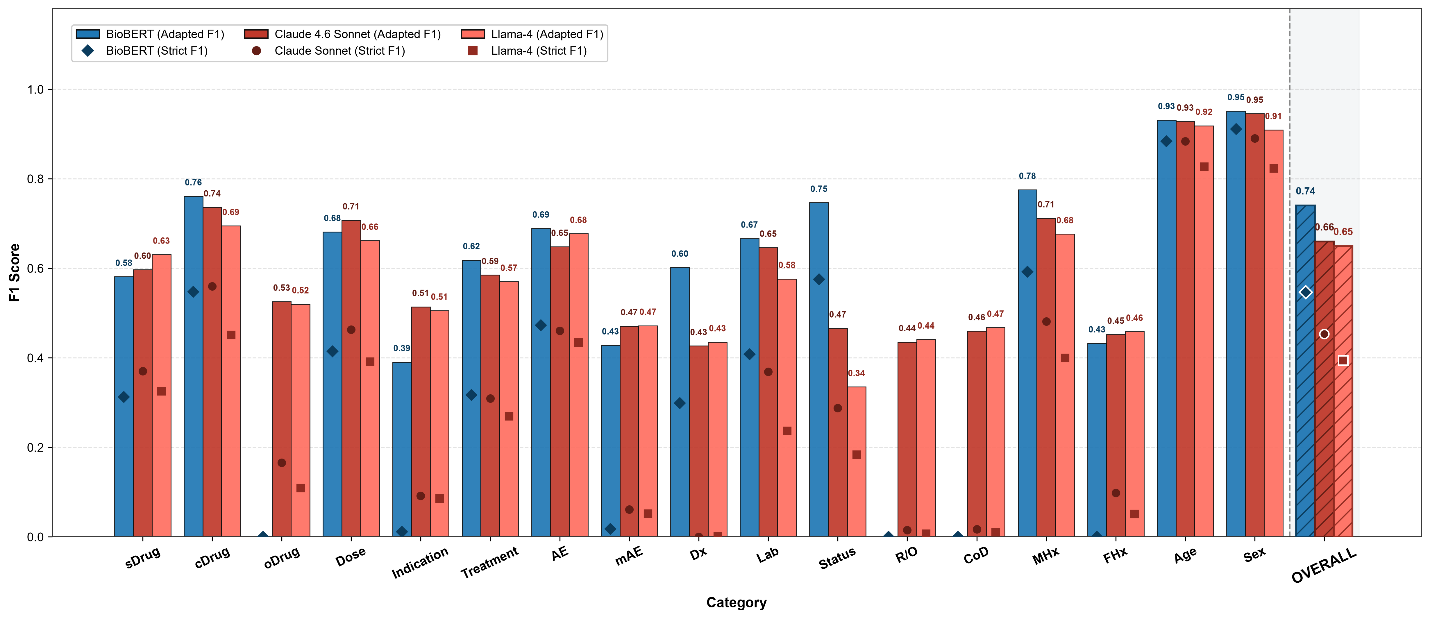 BioBERT (Adapted F1) Claude 4.6 Sonnet (Adapted F1) Llama-4 (Adapted F1)
BioBERT (Strict F1) Claude Sonnet (Strict F1) Llama-4 (Strict F1)
F1 Score
1.0
0.8
0.6
0.4
0.2
0.0
0.58 0.60 0.63
0.76 0.74 0.69
0.53 0.52
0.68 0.71 0.66
0.39 0.51 0.51
0.62 0.59 0.57
0.69 0.65 0.68
0.43 0.47 0.47
0.60 0.43 0.43
0.67 0.65 0.58
0.75 0.47 0.34
0.44 0.44
0.46 0.47
0.78 0.71 0.68
0.43 0.45 0.46
0.93 0.93 0.92
0.95 0.95 0.91
0.74 0.66 0.65
sDrug cDrug oDrug Dose Indication Treatment AE mAE Dx Lab Status R/O CoD MHx FHx Age Sex OVERALL
Category